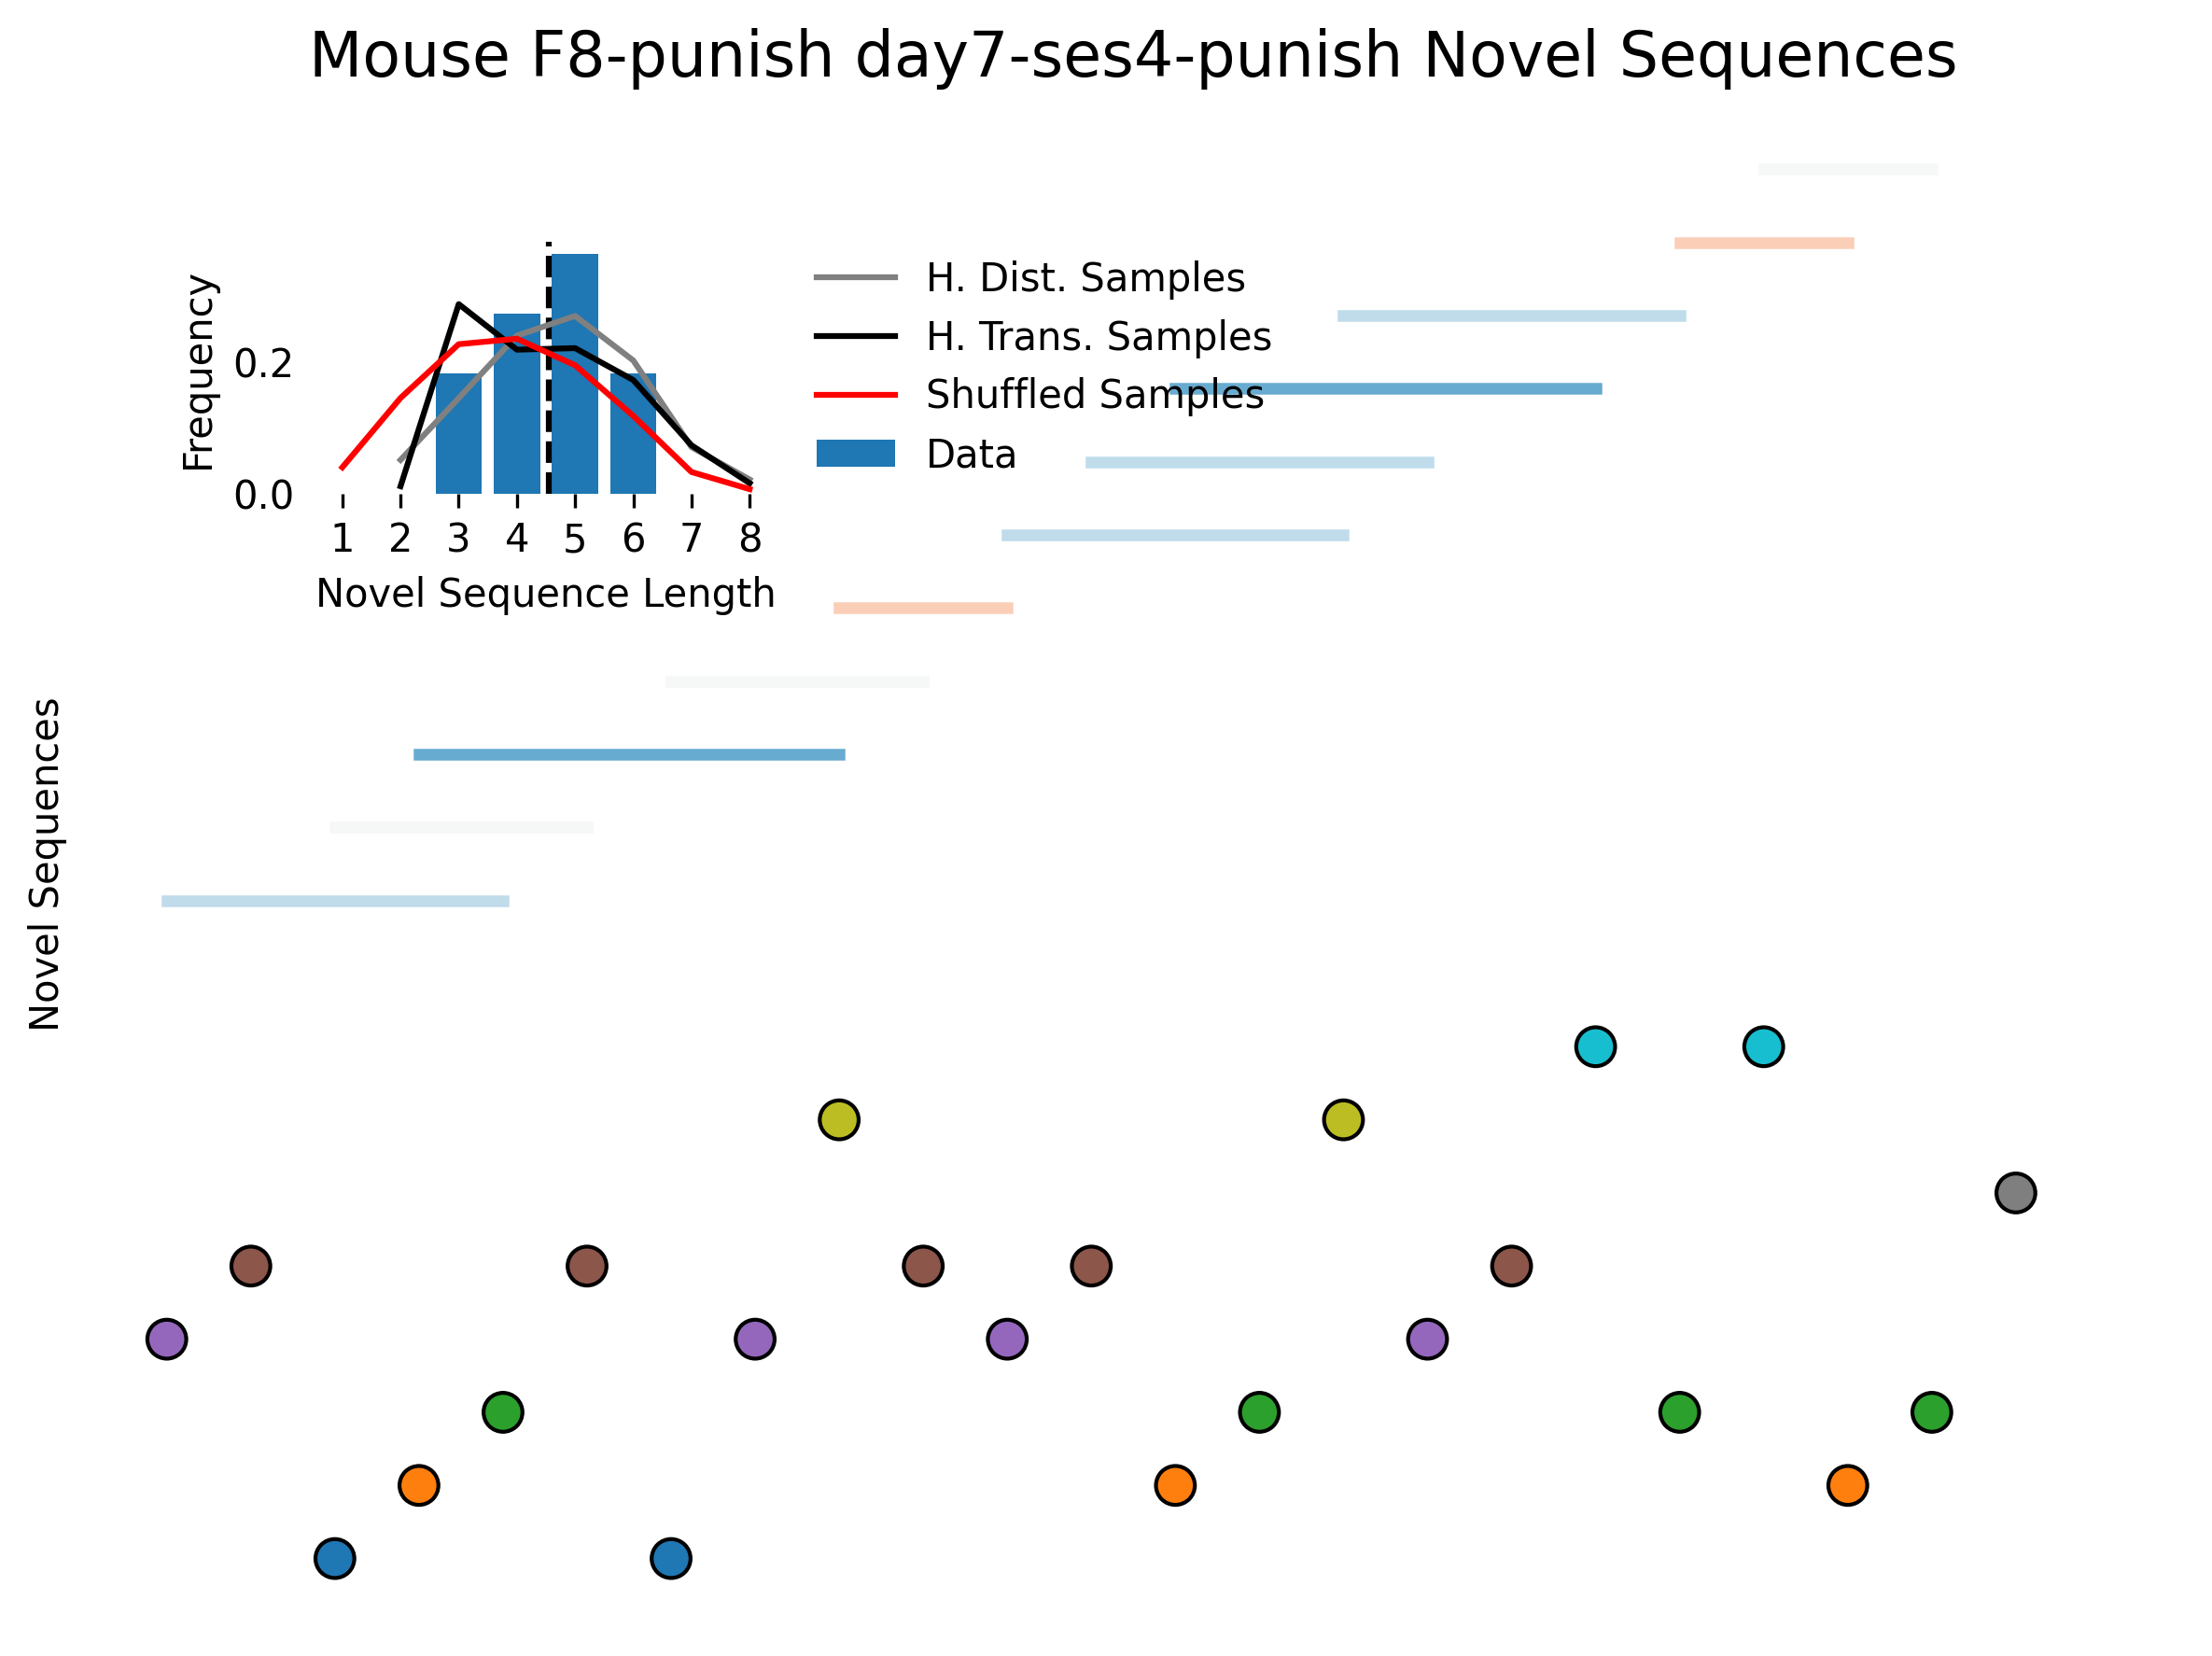 Mouse F8-punish day7-ses4-punish Novel Sequences
Frequency
0.2
0.0
1 2 3 4 5 6 7 8
Novel Sequence Length
H. Dist. Samples
H. Trans. Samples
Shuffled Samples
Data
Novel Sequences